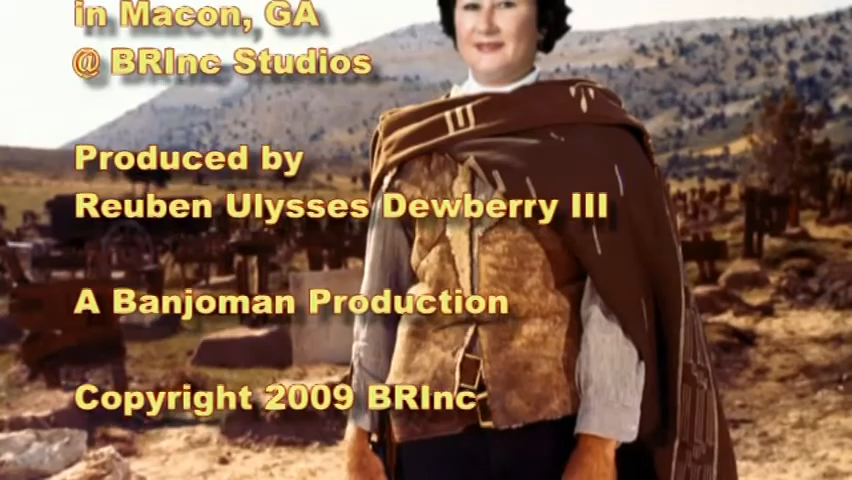 in Macon, GA
@ BRInc Studios
Produced by
Reuben Ulysses Dewberry III
A Banjoman Production
Copyright 2009 BRInc